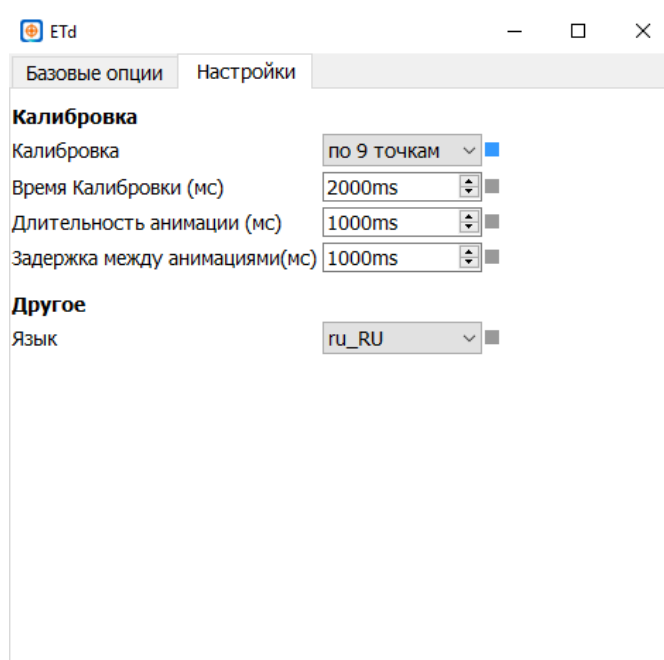 ETd
Базовые опции Настройки
Калибровка
Калибровка по 9 точкам
Время Калибровки (мс) 2000ms
Длительность анимации (мс) 1000ms
Задержка между анимациями(мс) 1000ms
Другое
Язык ru_RU